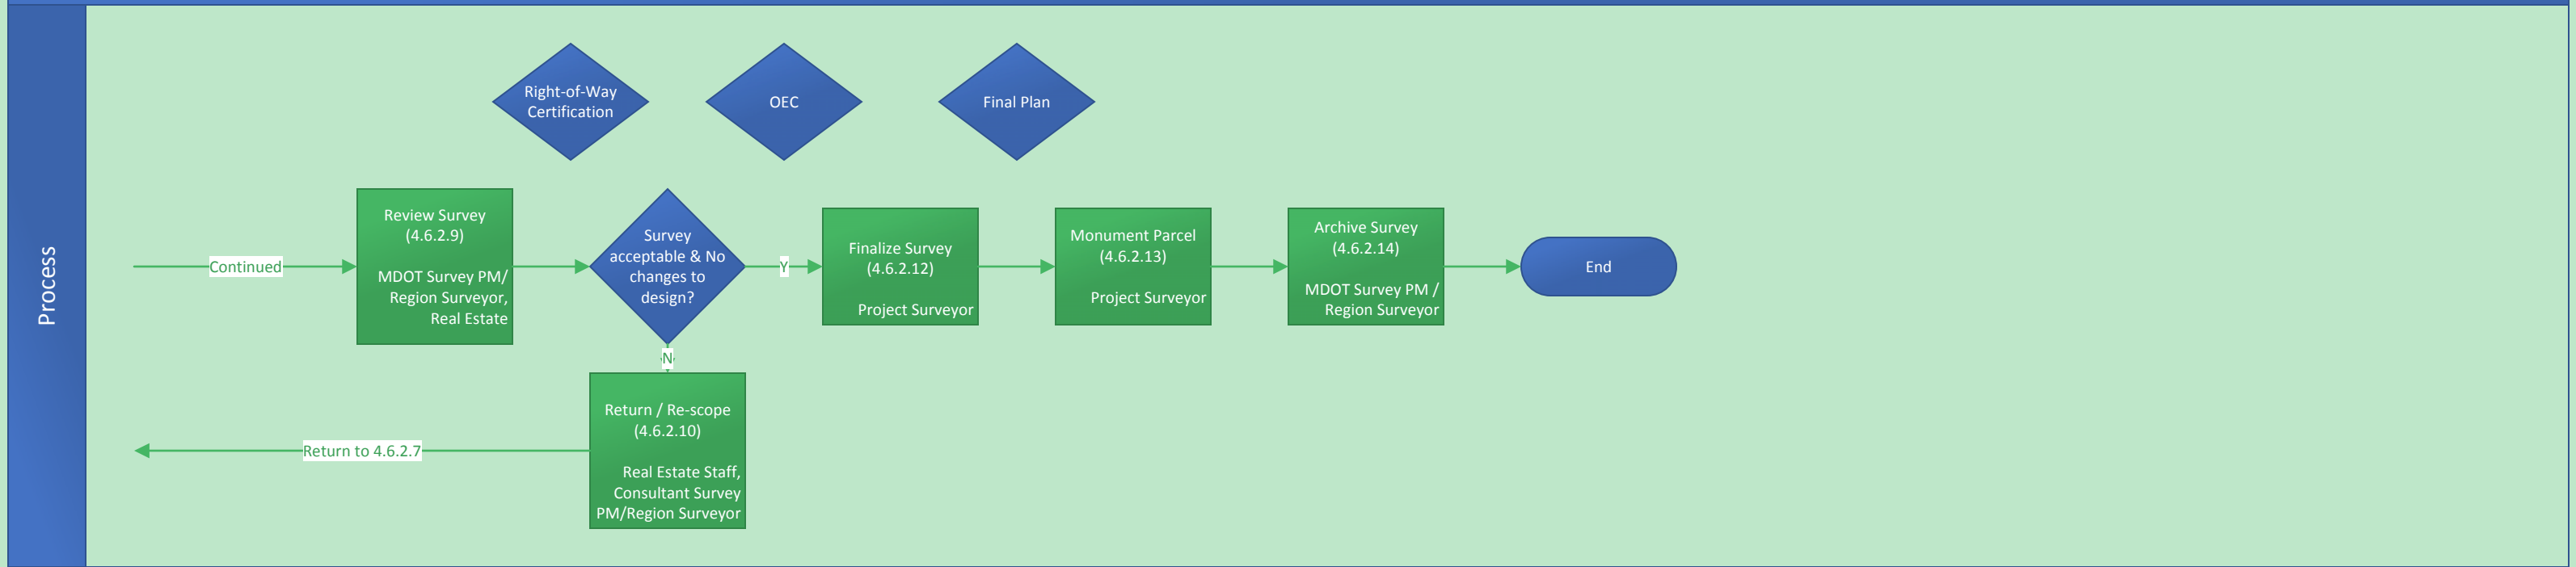 Process
Right-of-Way
Certification
OEC
Final Plan
Continued
Review Survey
(4.6.2.9)
MDOT Survey PM/
Region Surveyor,
Real Estate
Survey
acceptable & No
changes to
design?
Y
Finalize Survey
(4.6.2.12)
Project Surveyor
Monument Parcel
(4.6.2.13)
Project Surveyor
Archive Survey
(4.6.2.14)
MDOT Survey PM /
Region Surveyor
End
N
Return / Re-scope
(4.6.2.10)
Real Estate Staff,
Consultant Survey
PM/Region Surveyor
Return to 4.6.2.7